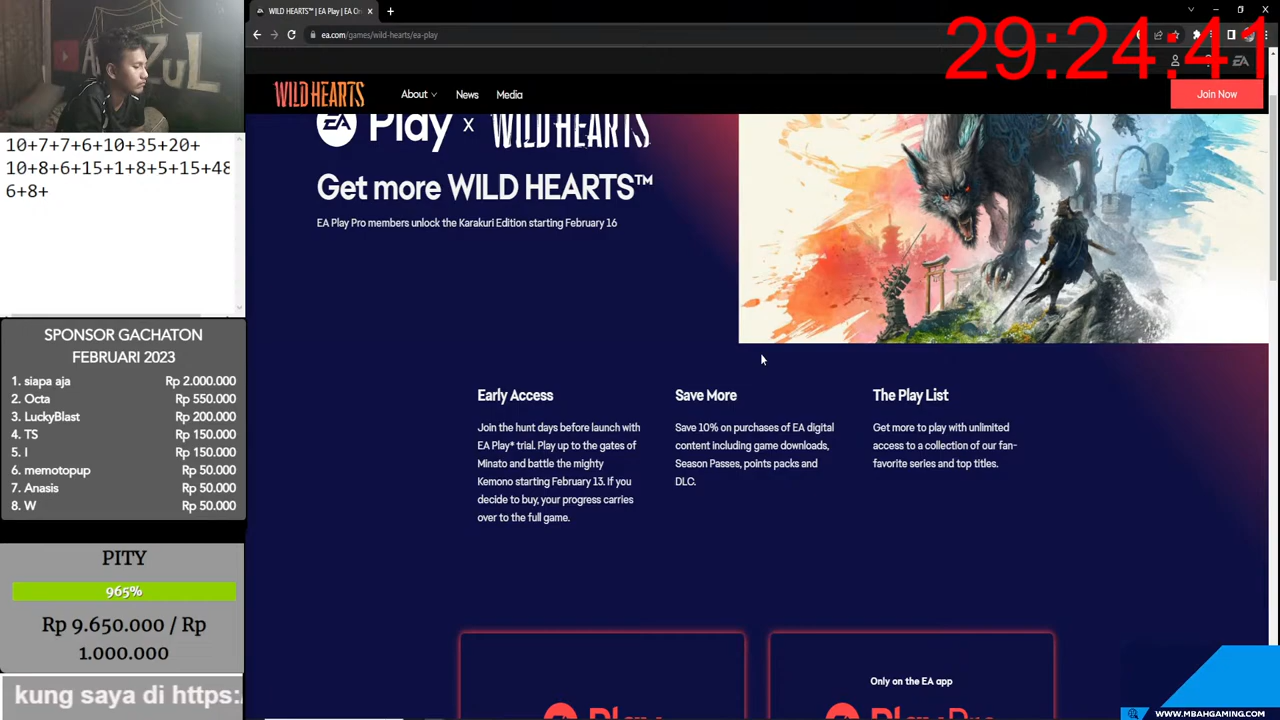 WILD HEARTS™ | EA Play | EA
ea.com/games/wild-hearts/ea-play
29:24:41
EA
WILD HEARTS
About
News
Media
Join Now
10+7+7+6+10+35+20+
10+8+6+15+1+8+5+15+48
6+8+
EA Play x WILD HEARTS
Get more WILD HEARTS™
EA Play Pro members unlock the Karakuri Edition starting February 16
SPONSOR GACHATON
FEBRUARI 2023
1. siapa aja Rp 2.000.000
2. Octa Rp 550.000
3. LuckyBlast Rp 200.000
4. TS Rp 150.000
5. I Rp 150.000
6. memotopup Rp 50.000
7. Anasis Rp 50.000
8. W Rp 50.000
Early Access
Join the hunt days before launch with
EA Play* trial. Play up to the gates of
Minato and battle the mighty
Kemono starting February 13. If you
decide to buy, your progress carries
over to the full game.
Save More
Save 10% on purchases of EA digital
content including game downloads,
Season Passes, points packs and
DLC.
The Play List
Get more to play with unlimited
access to a collection of our fan-
favorite series and top titles.
PITY
965%
Rp 9.650.000 / Rp
1.000.000
kung saya di https:
Only on the EA app
Play
Play Pro
WWW.MBAHGAMING.COM